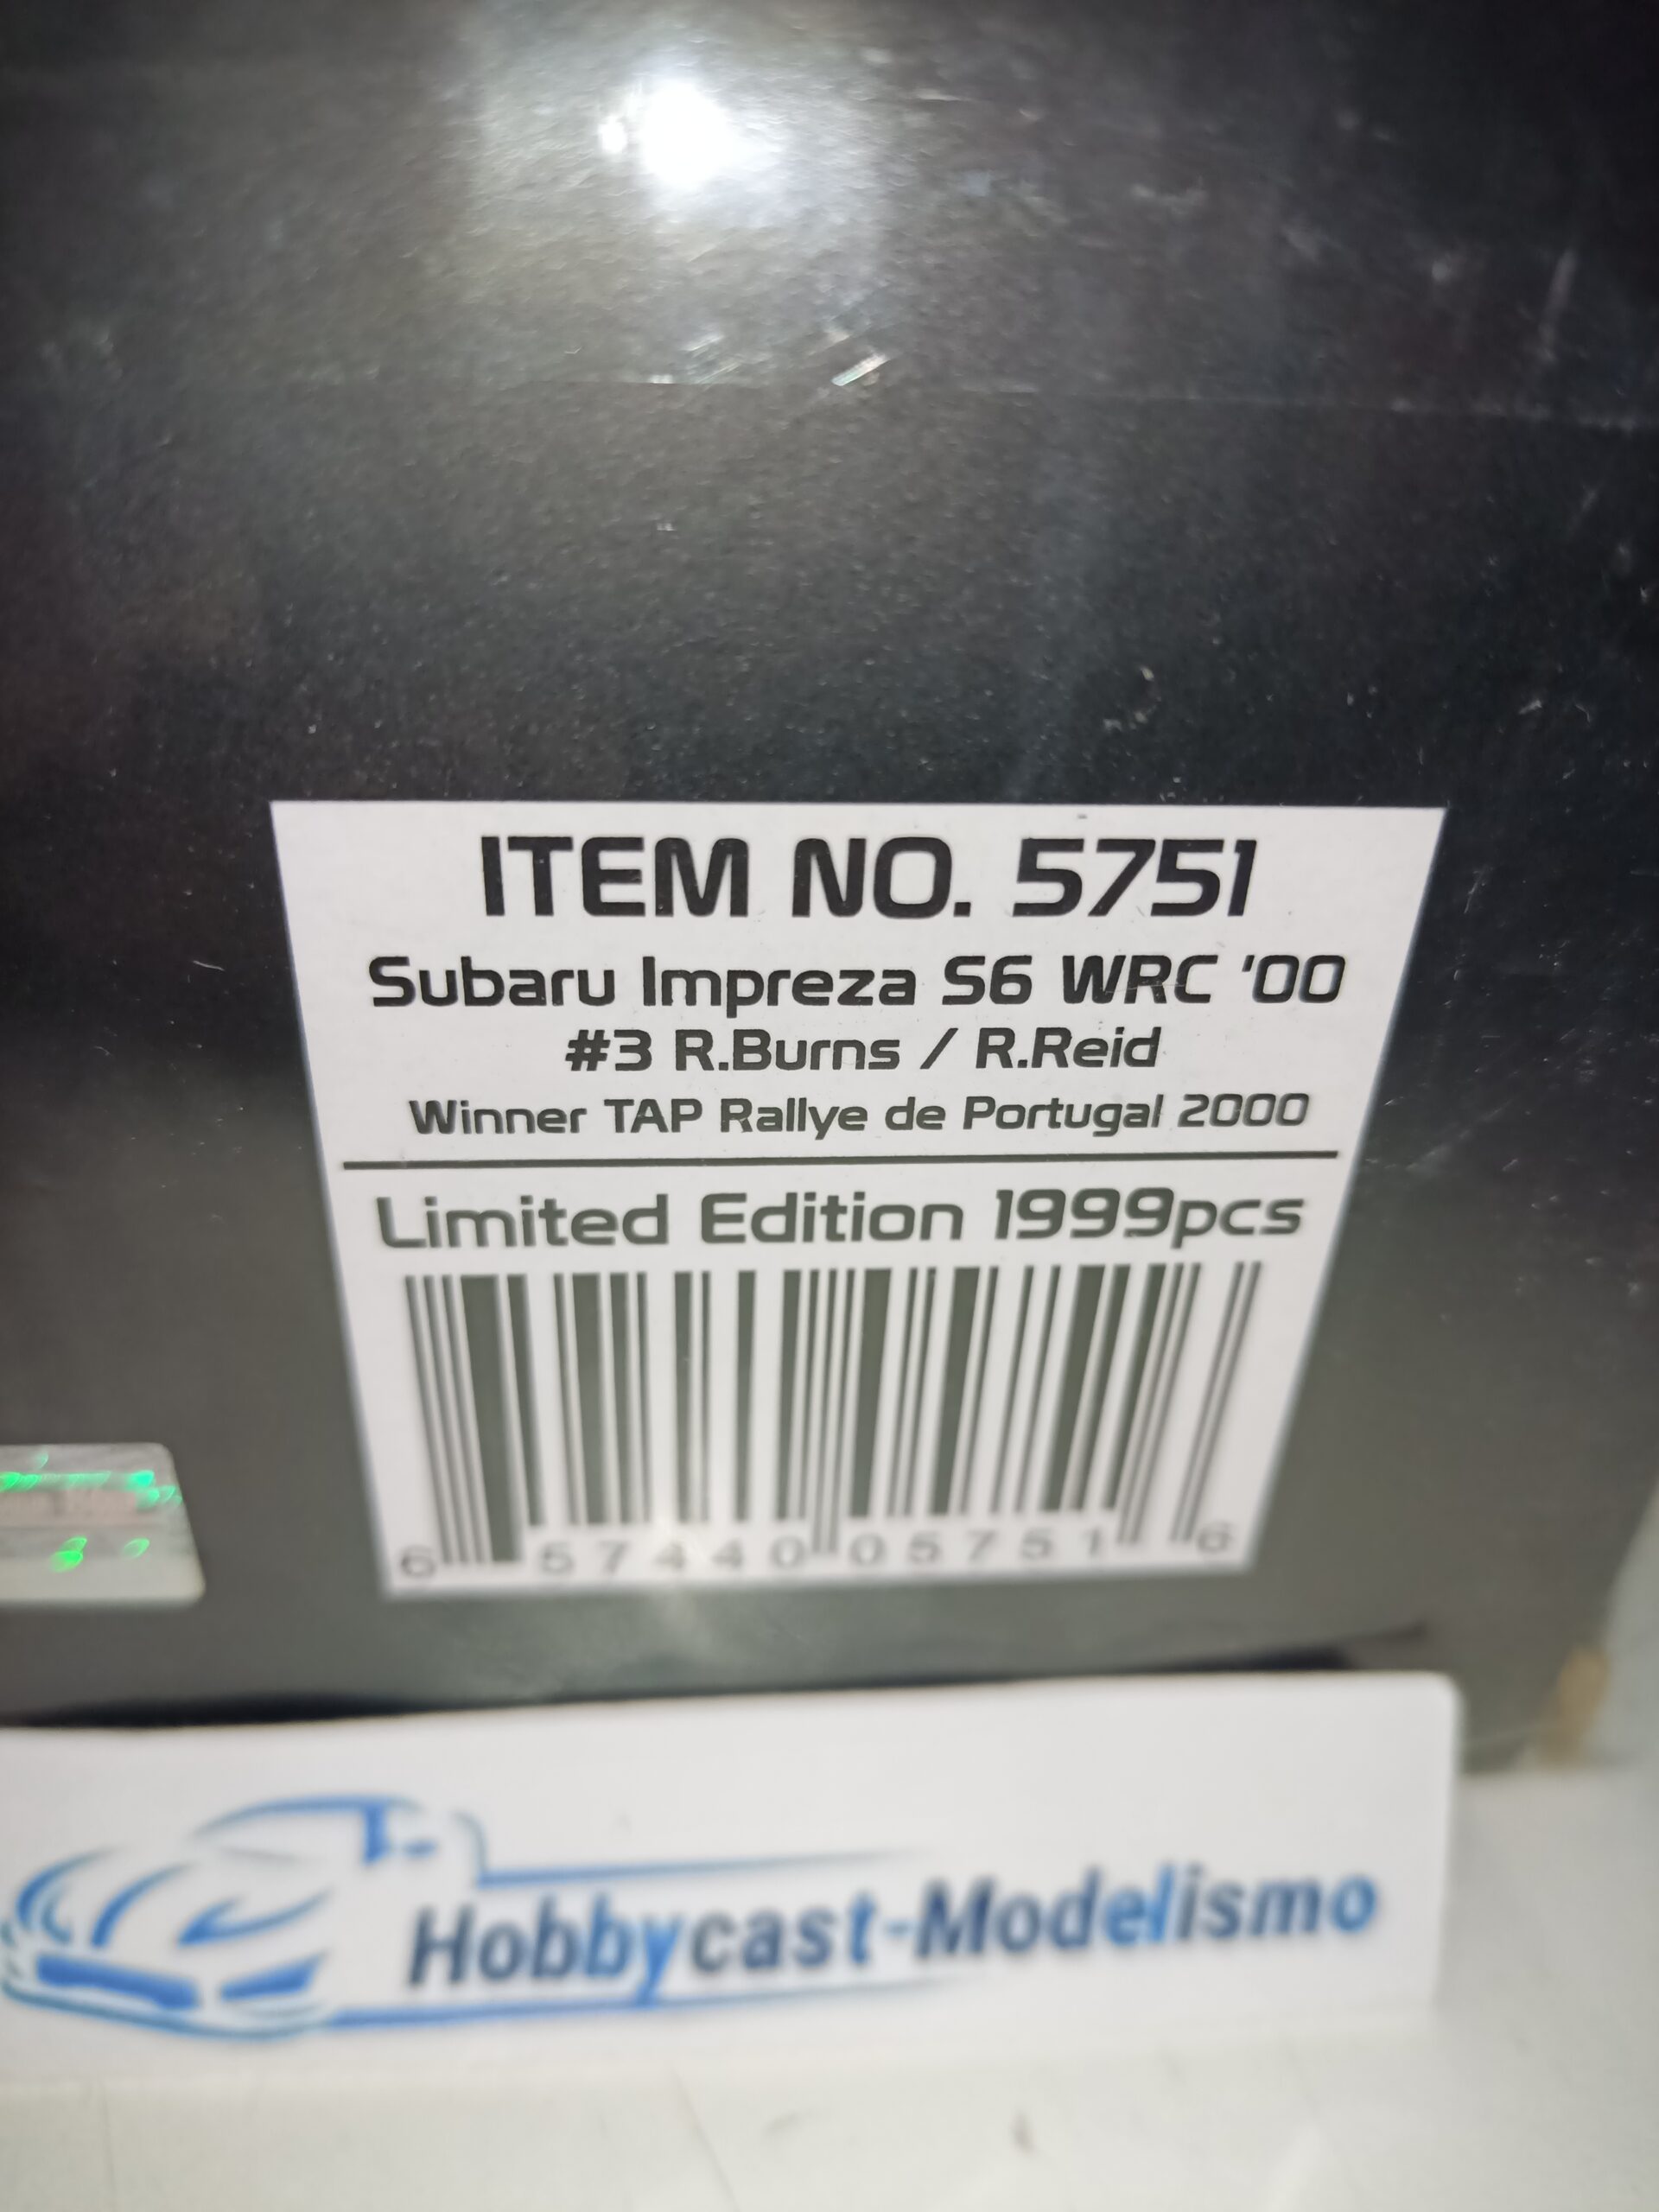 ITEM NO. 5751
Subaru Impreza S6 WRC '00
#3 R.Burns / R.Reid
Winner TAP Rallye de Portugal 2000
Limited Edition 1999pcs
6 57440 05751 6
Hobbycast-Modelismo